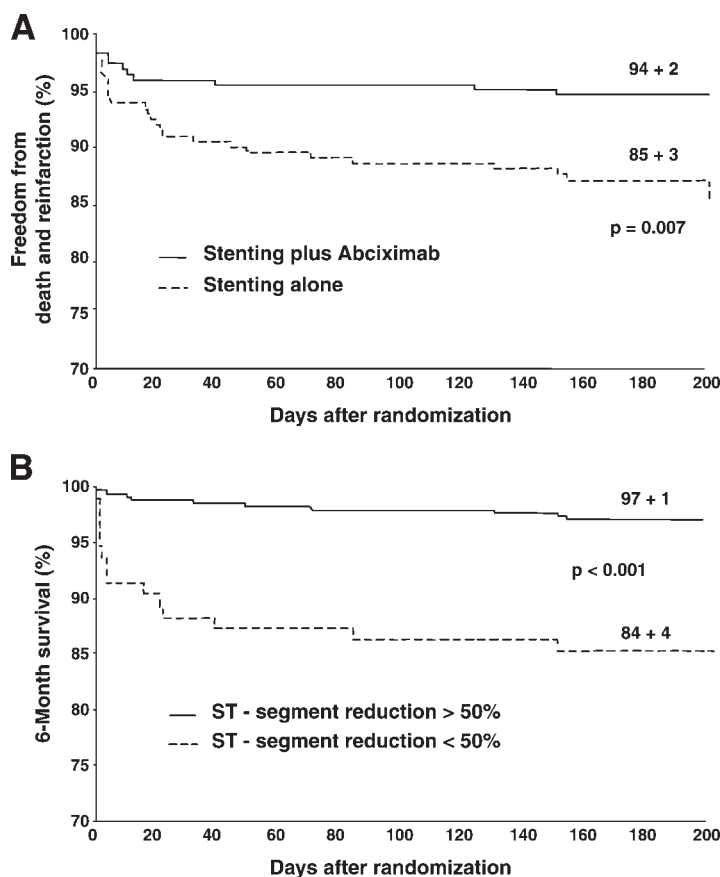 A
100
95
90
85
80
75
70
Freedom from
death and reinfarction (%)
94 + 2
85 + 3
p = 0.007
Stenting plus Abciximab
Stenting alone
0 20 40 60 80 100 120 140 160 180 200
Days after randomization
B
100
95
90
85
80
75
70
6-Month survival (%)
97 + 1
p < 0.001
84 + 4
ST - segment reduction > 50%
ST - segment reduction < 50%
0 20 40 60 80 100 120 140 160 180 200
Days after randomization